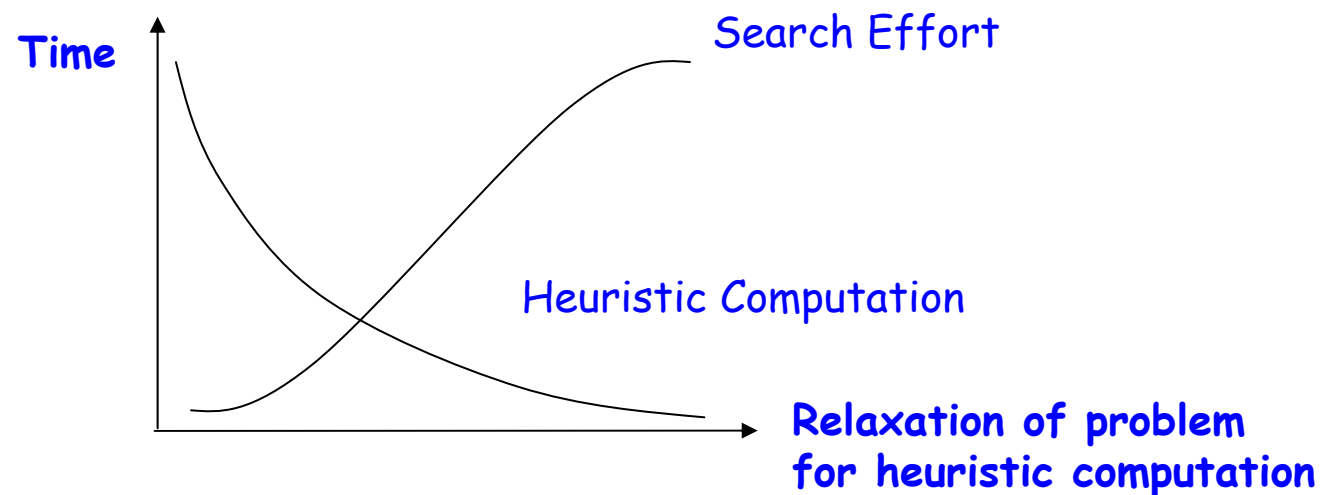 Search Effort
Time
Heuristic Computation
Relaxation of problem
for heuristic computation